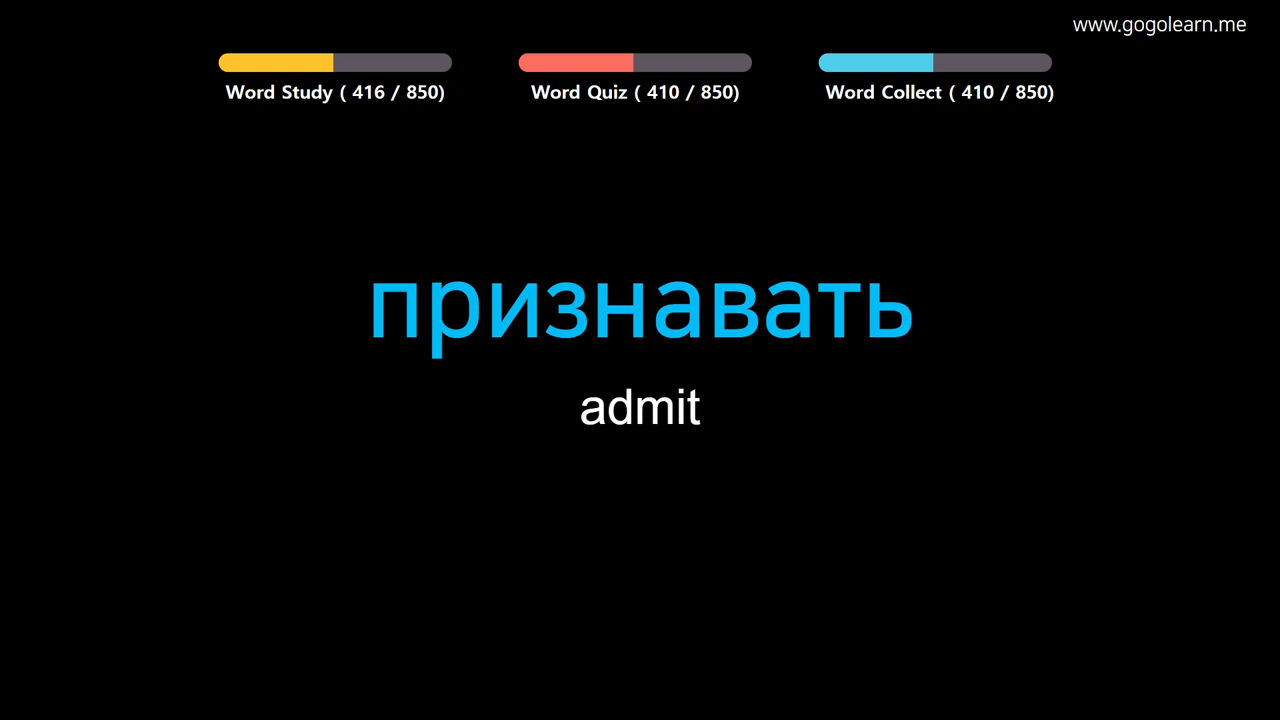 www.gogolearn.me
Word Study ( 416 / 850)
Word Quiz ( 410 / 850)
Word Collect ( 410 / 850)
признавать
admit